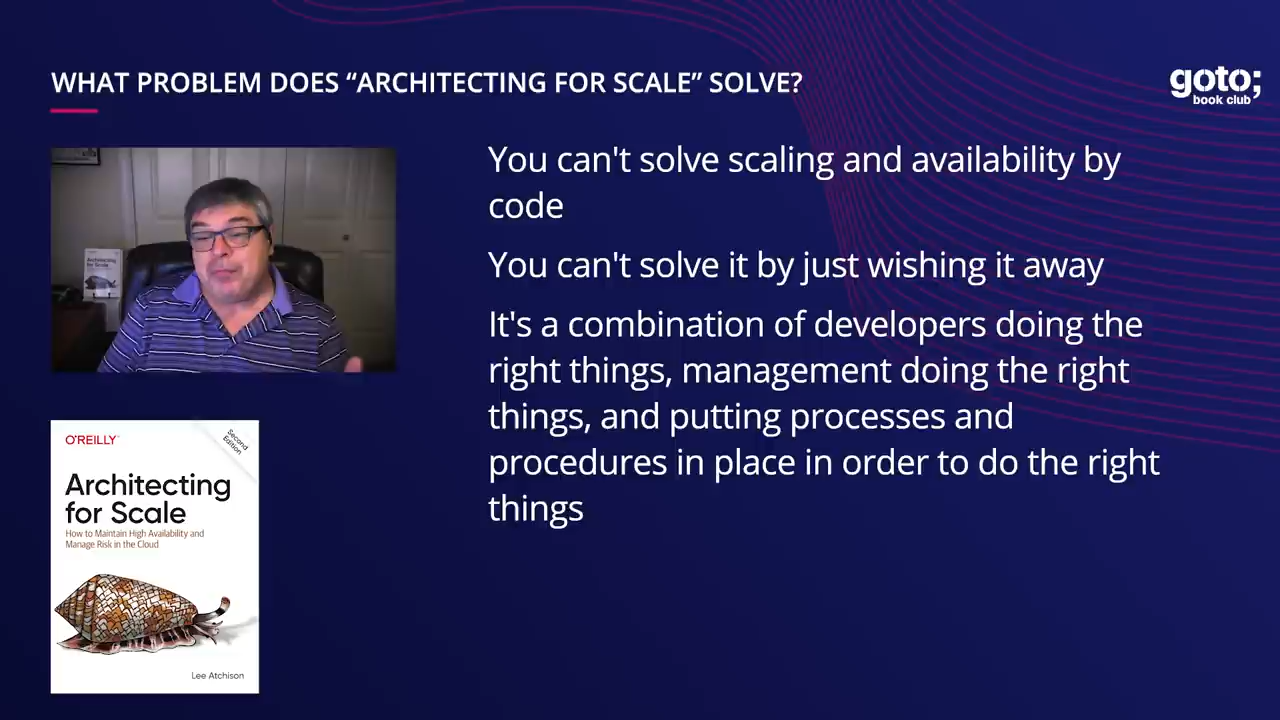 WHAT PROBLEM DOES “ARCHITECTING FOR SCALE” SOLVE?
goto;
book club
You can't solve scaling and availability by
code
You can't solve it by just wishing it away
It's a combination of developers doing the
right things, management doing the right
things, and putting processes and
procedures in place in order to do the right
things
Architecting
for Scale
O'REILLY
Second
Edition
Architecting
for Scale
How to Maintain High Availability and
Manage Risk in the Cloud
Lee Atchison